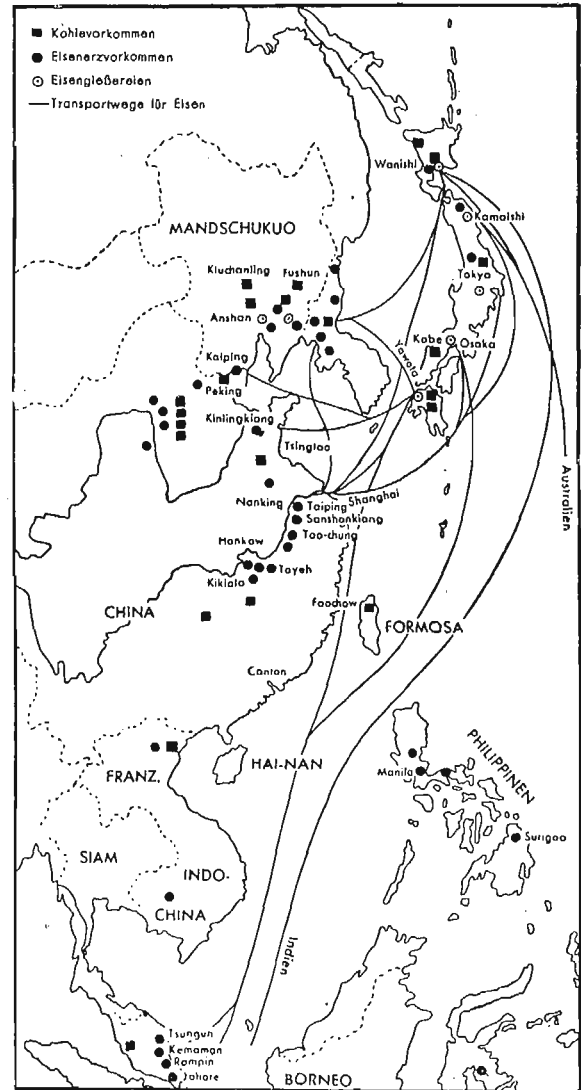 Kohlevorkommen
Eisenerzvorkommen
Eisengießereien
Transportwege für Eisen
Wanishi
Kamaishi
MANDSCHUKUO
Kiuchanling
Fushun
Tokyo
Anshan
Kobe
Osaka
Yawata
Kaiping
Peking
Kinlingkiang
Tsingtao
Australien
Nanking
Shanghai
Taiping
Sanshankiang
Tao-chung
Hankow
Tayeh
Kiklato
CHINA
Foochow
FORMOSA
Canton
PHILIPPINEN
HAI-NAN
FRANZ.
Manila
SIAM
INDO-
CHINA
Surigao
Indien
Tsungun
Kemaman
Rompin
Johore
BORNEO